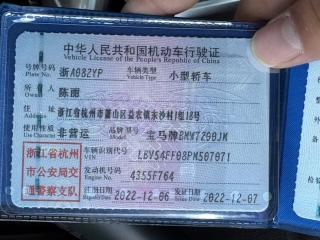 中华人民共和国机动车行驶证
Vehicle License of the People's Republic of China
号牌号码 Plate No. 浙A082YP 车辆类型 Vehicle Type 小型轿车
所有人 Owner 陈丽
住址 Address 浙江省杭州市萧山区益农镇东沙村1组18号
使用性质 Use Character 非营运 品牌型号 Model 宝马牌BMW7200JM
浙江省杭州市公安局交通警察支队
车辆识别代号 VIN LBV54FF08PMS07071
发动机号码 Engine No. 4355F764
注册日期 Register Date 2022-12-06 发证日期 Issue Date 2022-12-07